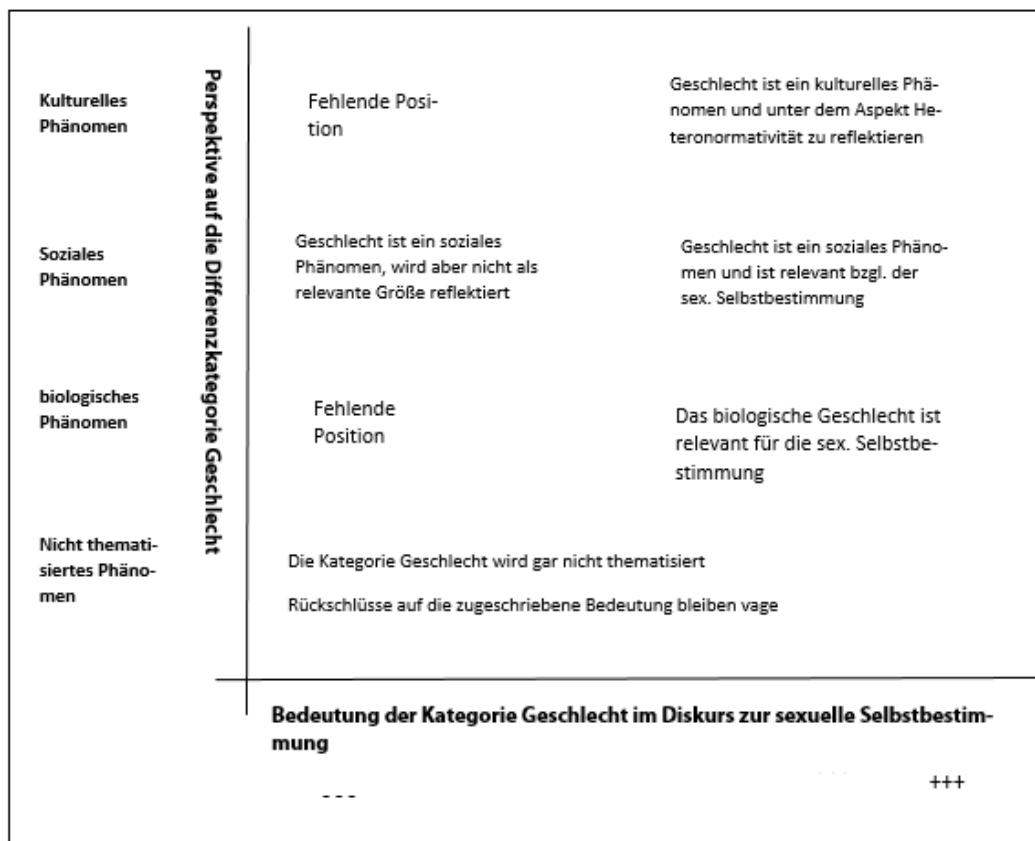 Perspektive auf die Differenzkategorie Geschlecht
Kulturelles
Phänomen
Fehlende Posi-
tion
Geschlecht ist ein kulturelles Phä-
nomen und unter dem Aspekt He-
teronormativität zu reflektieren
Soziales
Phänomen
Geschlecht ist ein soziales
Phänomen, wird aber nicht als
relevante Größe reflektiert
Geschlecht ist ein soziales Phäno-
men und ist relevant bzgl. der
sex. Selbstbestimmung
biologisches
Phänomen
Fehlende
Position
Das biologische Geschlecht ist
relevant für die sex. Selbstbe-
stimmung
Nicht themati-
siertes Phäno-
men
Die Kategorie Geschlecht wird gar nicht thematisiert
Rückschlüsse auf die zugeschriebene Bedeutung bleiben vage
Bedeutung der Kategorie Geschlecht im Diskurs zur sexuelle Selbstbestim-
mung
- - -
+++